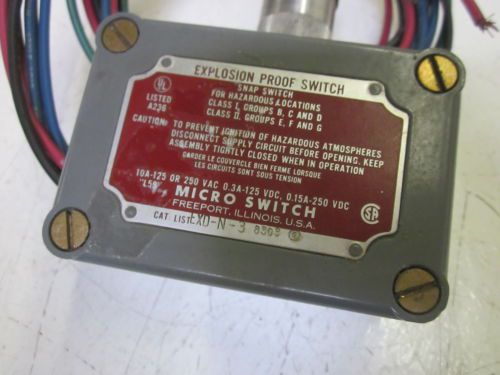 EXPLOSION PROOF SWITCH
SNAP SWITCH
FOR HAZARDOUS LOCATIONS
CLASS I, GROUPS B, C AND D
CLASS II, GROUPS E, F AND G
UL
LISTED
A236
CAUTION: TO PREVENT IGNITION OF HAZARDOUS ATMOSPHERES
DISCONNECT SUPPLY CIRCUIT BEFORE OPENING. KEEP
ASSEMBLY TIGHTLY CLOSED WHEN IN OPERATION
GARDER LE COUVERCLE BIEN FERME LORSQUE
LES CIRCUITS SONT SOUS TENSION
10A-125 OR 250 VAC 0.3A-125 VDC, 0.15A-250 VDC
"L59"
MICRO SWITCH
FREEPORT, ILLINOIS, U.S.A.
CAT. LIST EXD-N-3 8303